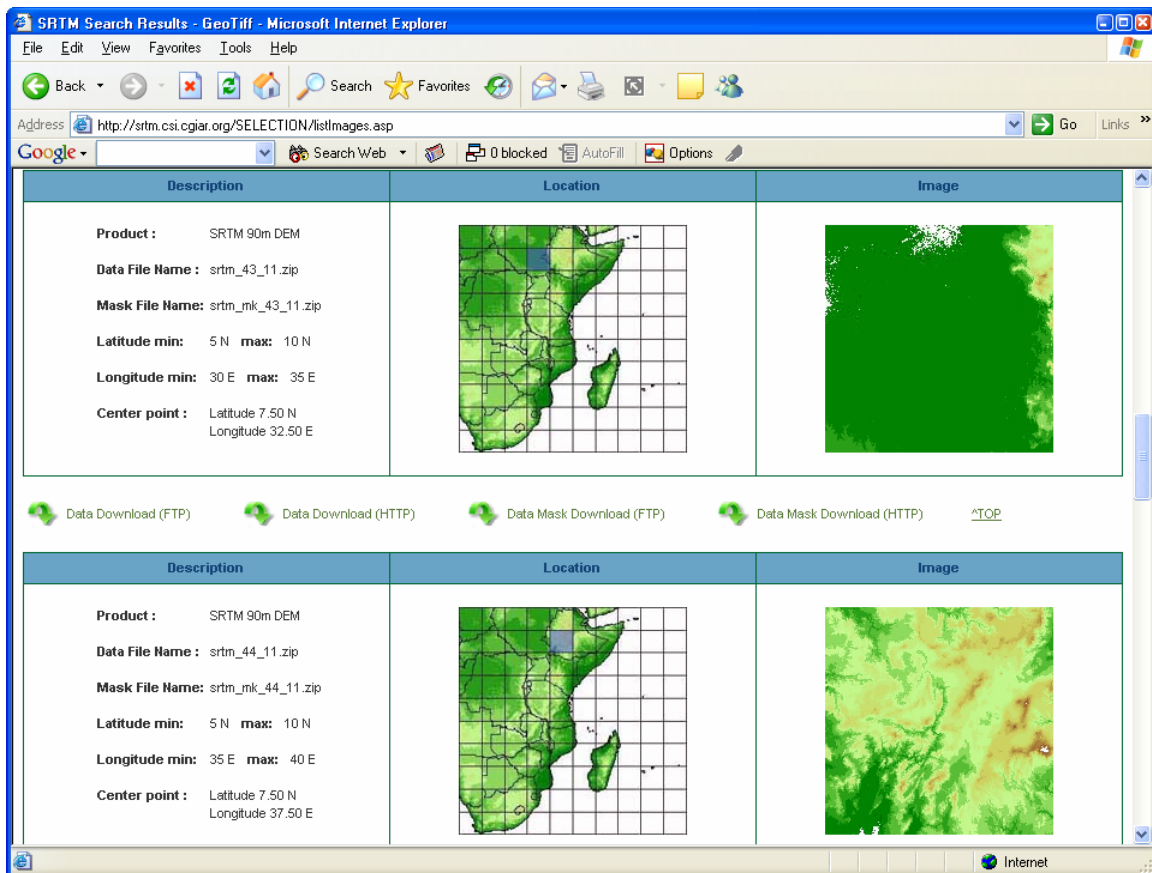 SRTM Search Results - GeoTiff - Microsoft Internet Explorer
File Edit View Favorites Tools Help
Back Search Favorites
Address http://srtm.csi.cgiar.org/SELECTION/listImages.asp Go Links »
Google Search Web 0 blocked AutoFill Options
Description Location Image
Product : SRTM 90m DEM
Data File Name : srtm_43_11.zip
Mask File Name: srtm_mk_43_11.zip
Latitude min: 5 N max: 10 N
Longitude min: 30 E max: 35 E
Center point : Latitude 7.50 N
Longitude 32.50 E
Data Download (FTP) Data Download (HTTP) Data Mask Download (FTP) Data Mask Download (HTTP) ^TOP
Description Location Image
Product : SRTM 90m DEM
Data File Name : srtm_44_11.zip
Mask File Name: srtm_mk_44_11.zip
Latitude min: 5 N max: 10 N
Longitude min: 35 E max: 40 E
Center point : Latitude 7.50 N
Longitude 37.50 E
Internet